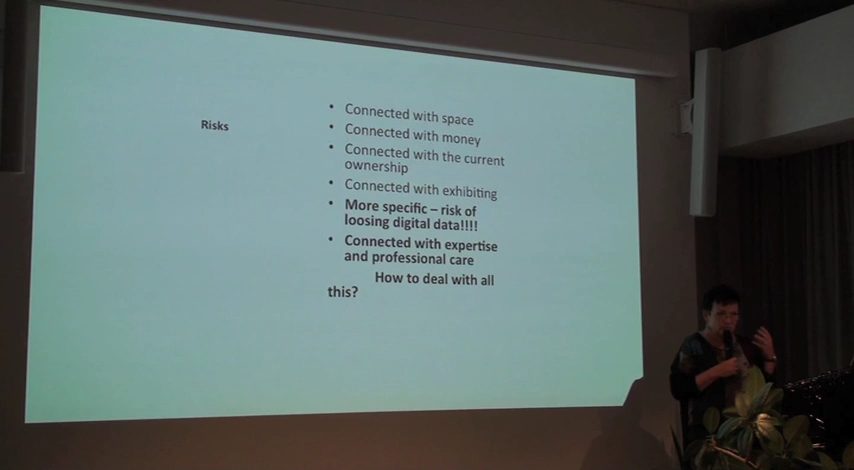 Risks
• Connected with space
• Connected with money
• Connected with the current
ownership
• Connected with exhibiting
• More specific – risk of
loosing digital data!!!!
• Connected with expertise
and professional care
How to deal with all
this?